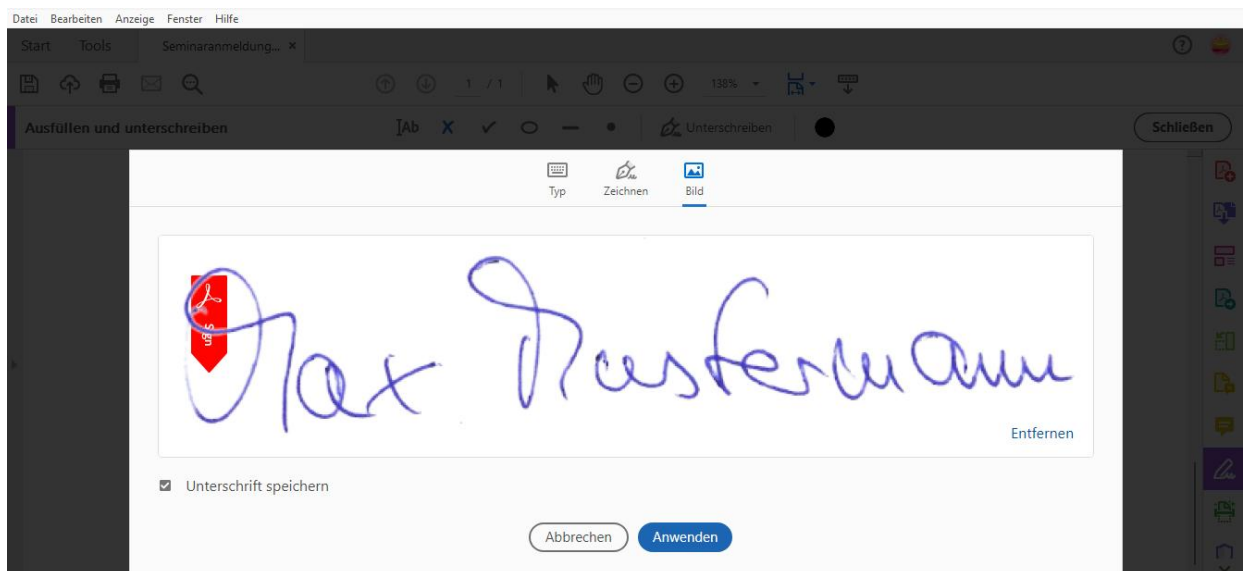 Datei Bearbeiten Anzeige Fenster Hilfe
Start Tools Seminaranmeldung... ×
1 / 1 138%
Ausfüllen und unterschreiben Ab Unterschreiben Schließen
Typ Zeichnen Bild
Sign
Max Mustermann
Entfernen
Unterschrift speichern
Abbrechen Anwenden